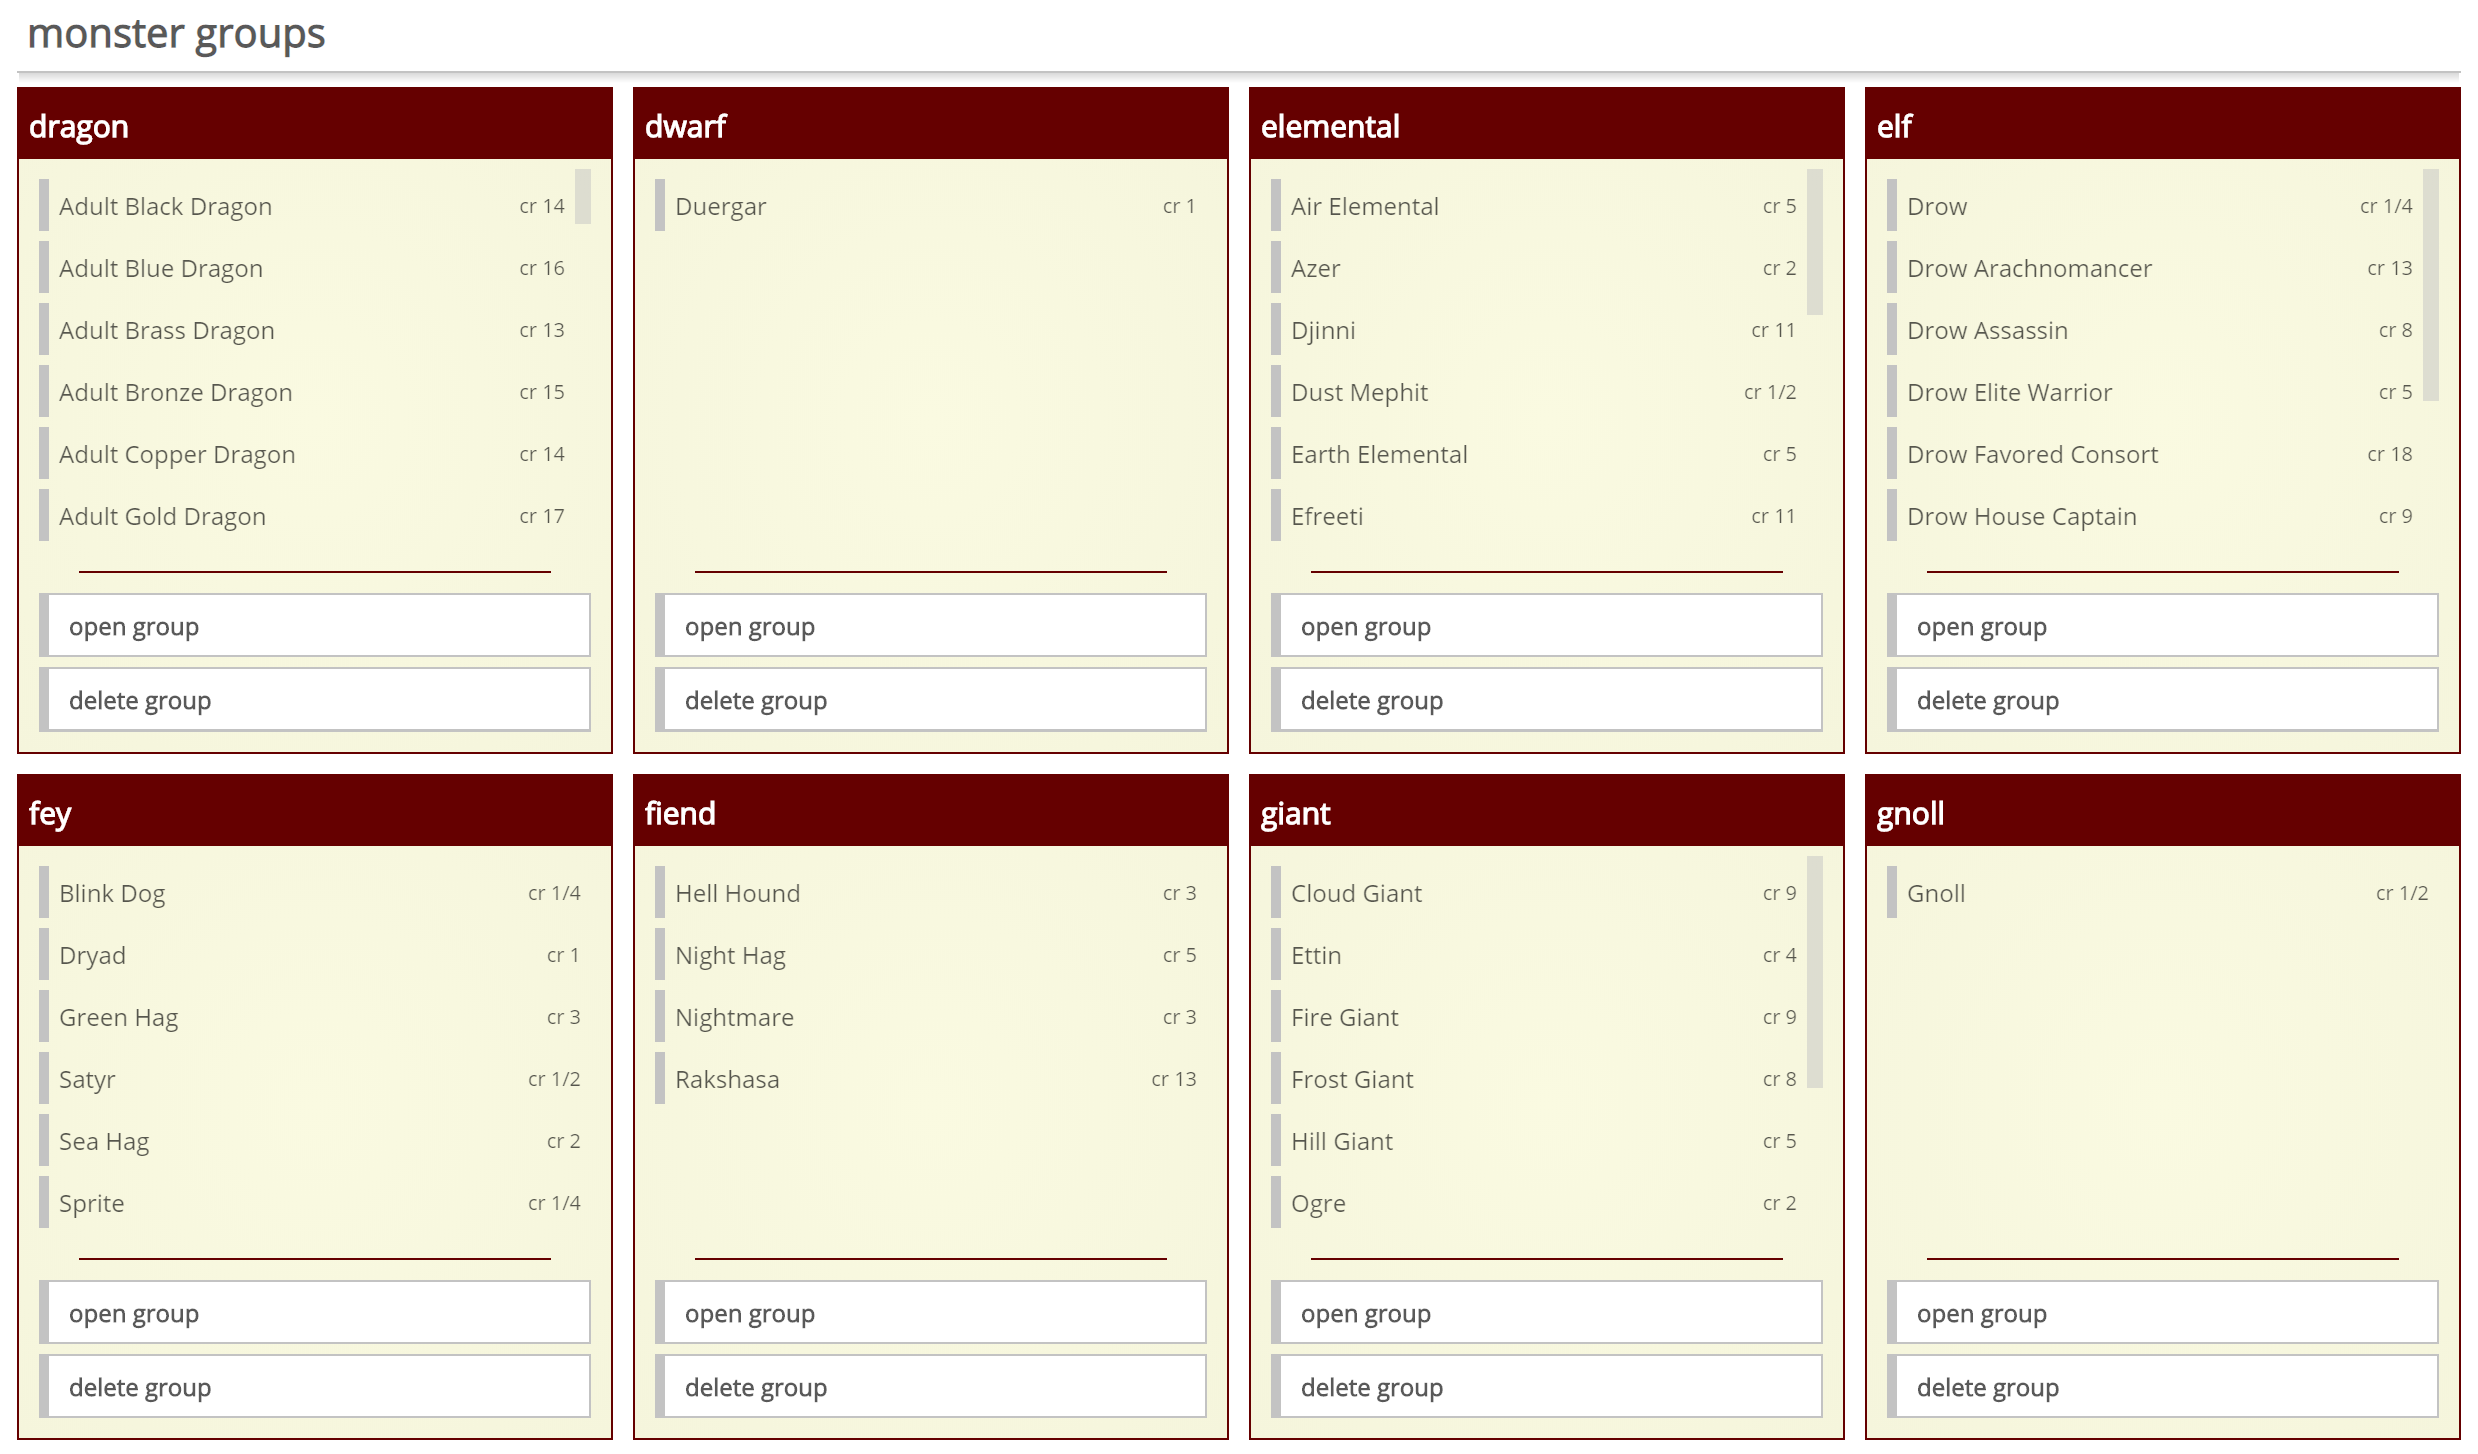 monster groups
dragon
Adult Black Dragon cr 14
Adult Blue Dragon cr 16
Adult Brass Dragon cr 13
Adult Bronze Dragon cr 15
Adult Copper Dragon cr 14
Adult Gold Dragon cr 17
open group
delete group
dwarf
Duergar cr 1
open group
delete group
elemental
Air Elemental cr 5
Azer cr 2
Djinni cr 11
Dust Mephit cr 1/2
Earth Elemental cr 5
Efreeti cr 11
open group
delete group
elf
Drow cr 1/4
Drow Arachnomancer cr 13
Drow Assassin cr 8
Drow Elite Warrior cr 5
Drow Favored Consort cr 18
Drow House Captain cr 9
open group
delete group
fey
Blink Dog cr 1/4
Dryad cr 1
Green Hag cr 3
Satyr cr 1/2
Sea Hag cr 2
Sprite cr 1/4
open group
delete group
fiend
Hell Hound cr 3
Night Hag cr 5
Nightmare cr 3
Rakshasa cr 13
open group
delete group
giant
Cloud Giant cr 9
Ettin cr 4
Fire Giant cr 9
Frost Giant cr 8
Hill Giant cr 5
Ogre cr 2
open group
delete group
gnoll
Gnoll cr 1/2
open group
delete group